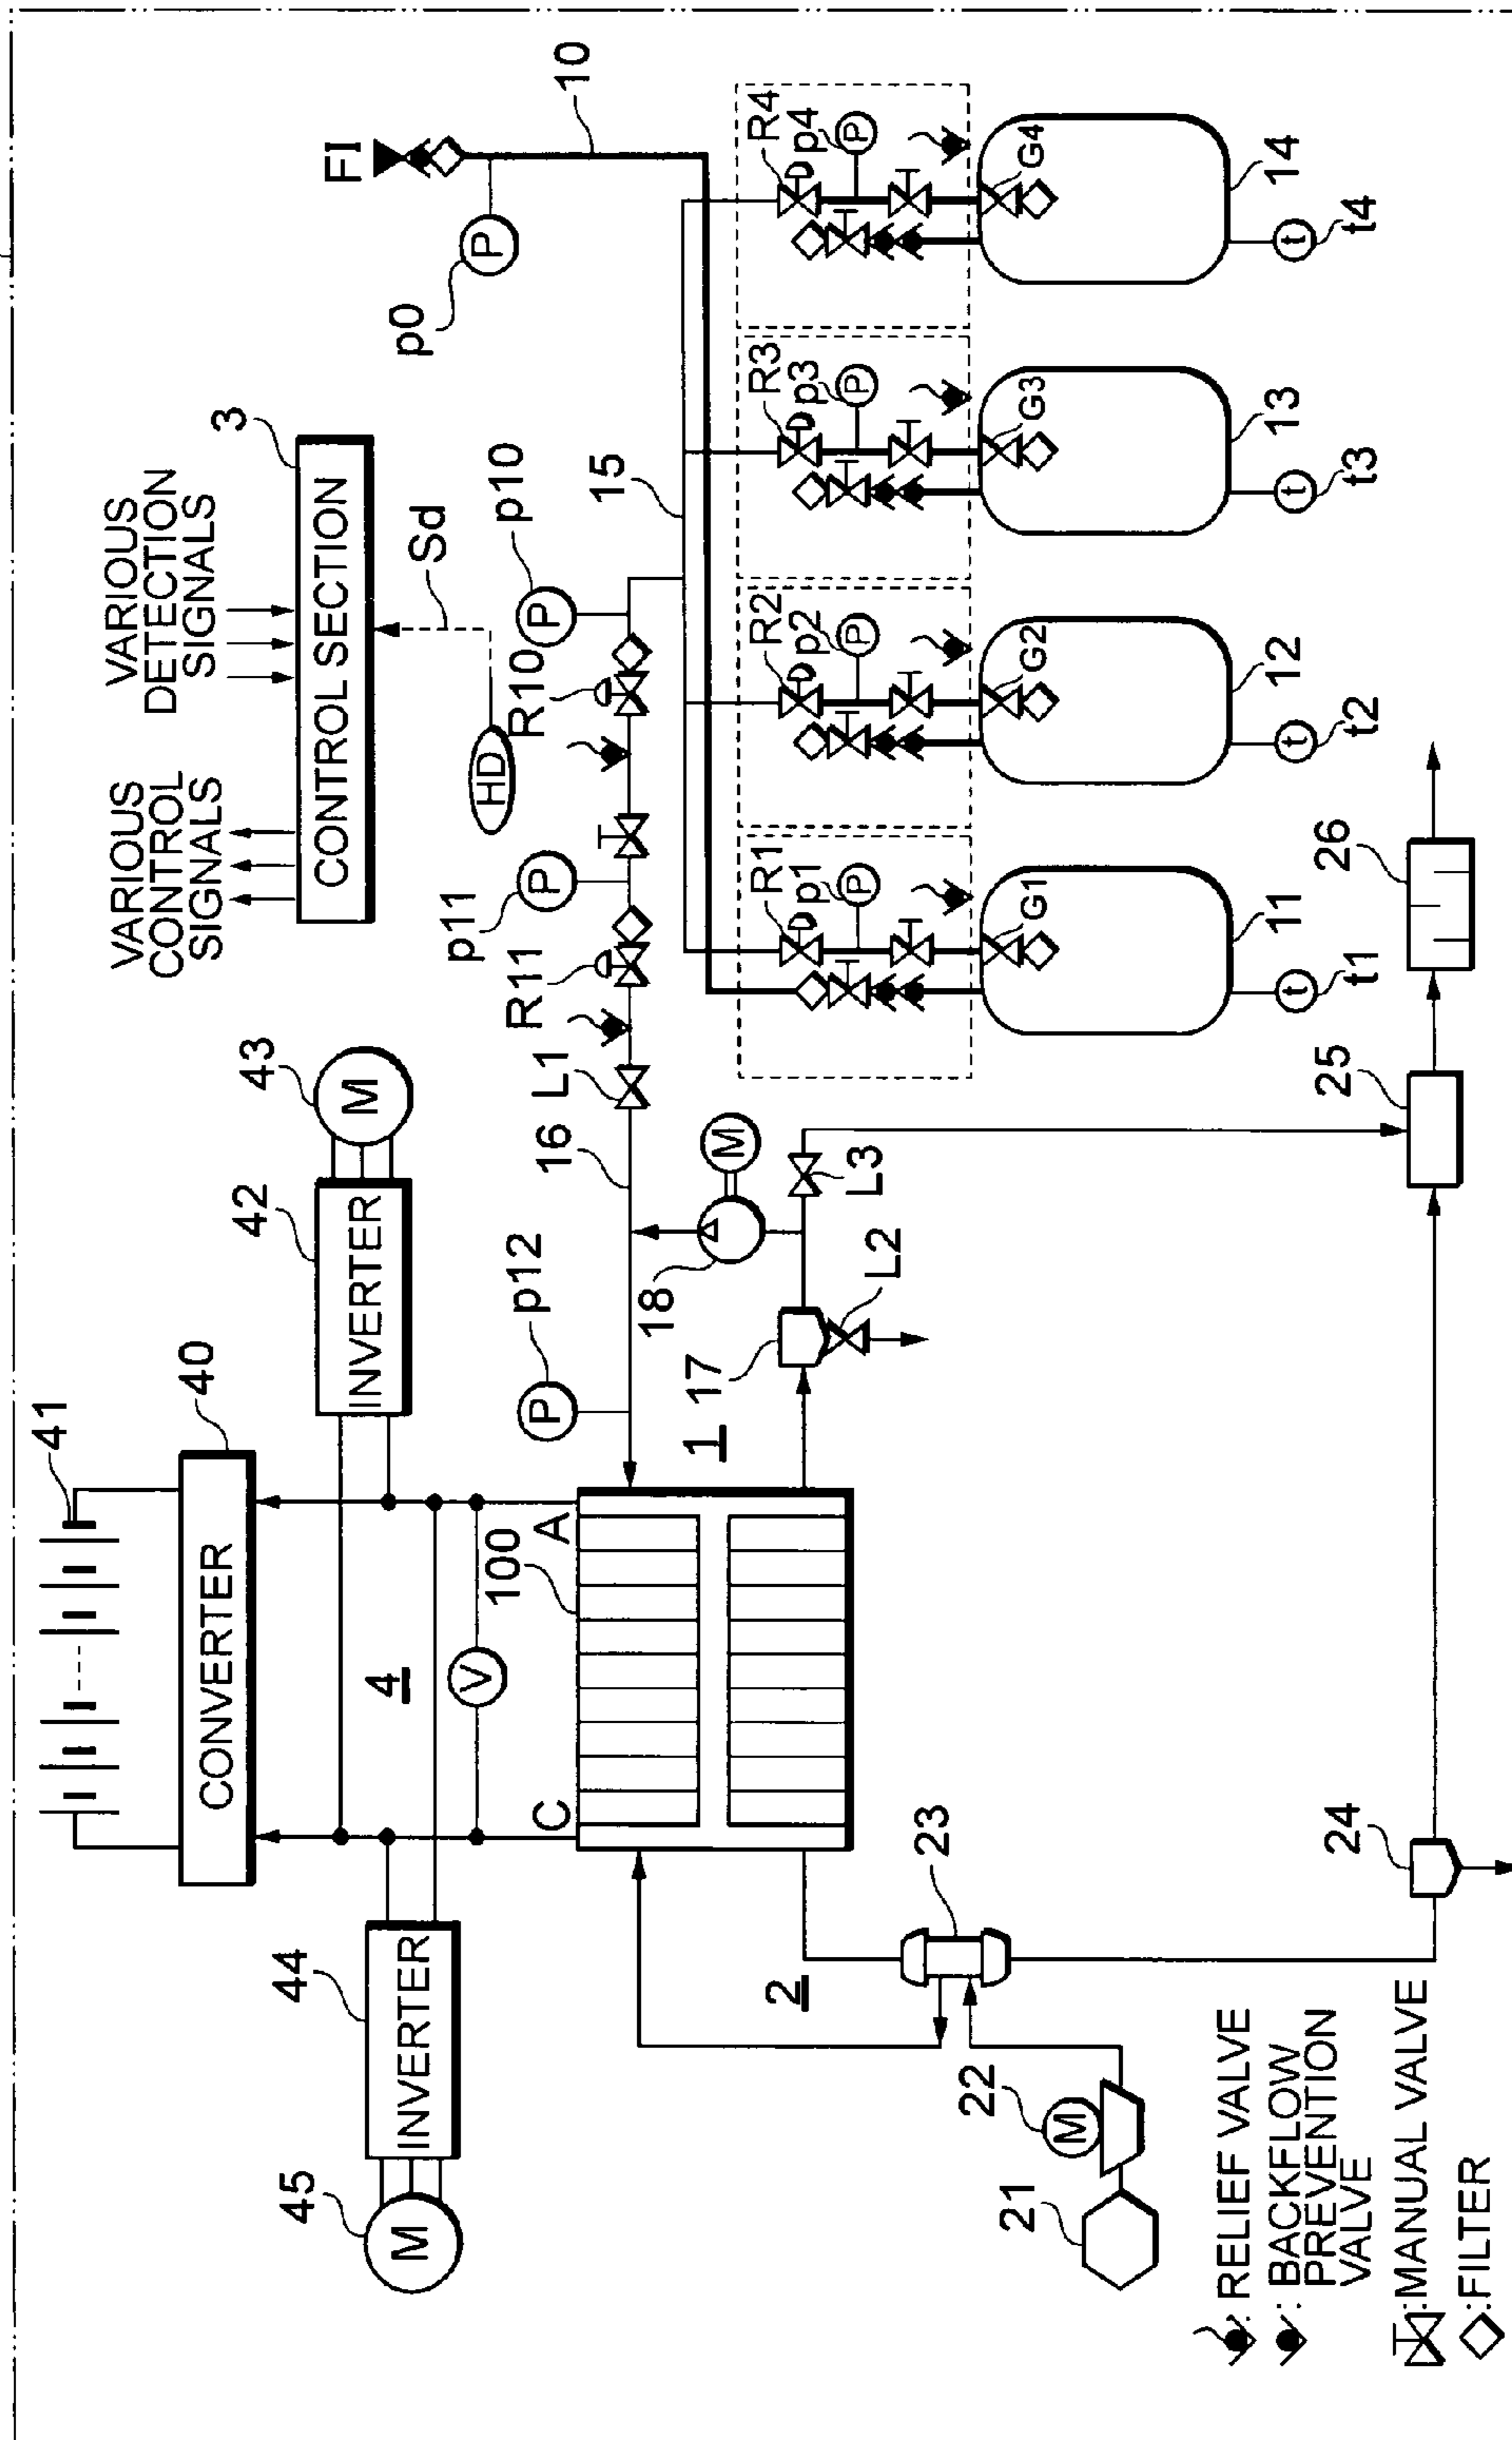 41
40
CONVERTER
45
M
44
INVERTER
4
V
42
INVERTER
43
M
VARIOUS
CONTROL
SIGNALS
VARIOUS
DETECTION
SIGNALS
3
CONTROL SECTION
Sd
HD
p0
P
FI
10
C
100
A
p12
P
16
L1
R11
p11
P
R10
p10
P
15
1
18
M
17
L2
L3
R1
p1
P
G1
R2
p2
P
G2
R3
p3
P
G3
R4
p4
P
G4
11
12
13
14
t1
t
t2
t
t3
t
t4
t
2
23
22
M
21
24
25
26
: RELIEF VALVE
: BACKFLOW
PREVENTION
VALVE
:MANUAL VALVE
:FILTER